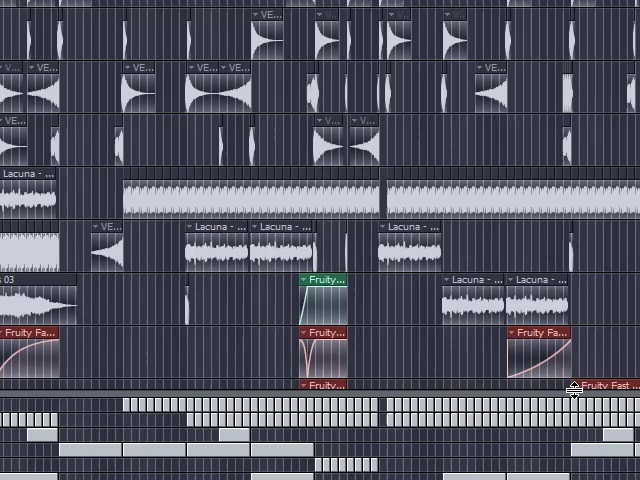 VE...
V...
VE... VE... VE... VE... VE...
VE... V... V...
Lacuna - ...
VE... Lacuna - ... Lacuna - ... Lacuna - ...
03 Fruity... Lacuna - ... Lacuna - ...
Fruity Fa... Fruity... Fruity Fa...
Fruity... Fruity Fast ...